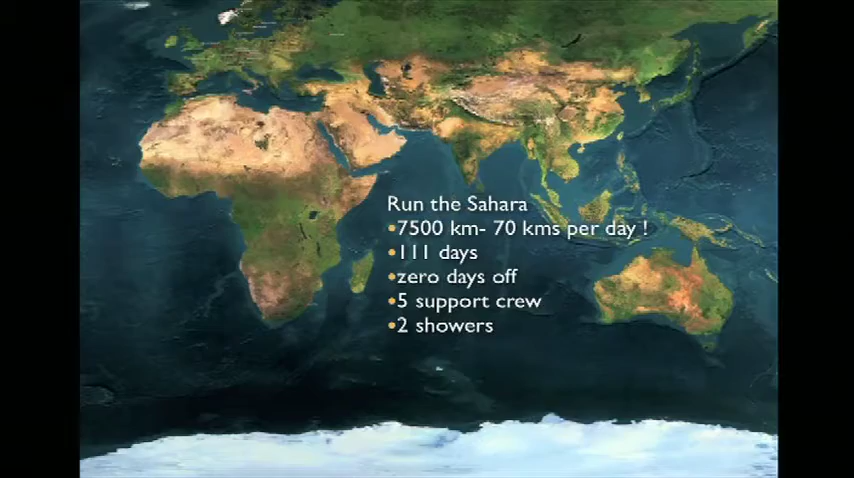 Run the Sahara
•7500 km- 70 kms per day !
•111 days
•zero days off
•5 support crew
•2 showers